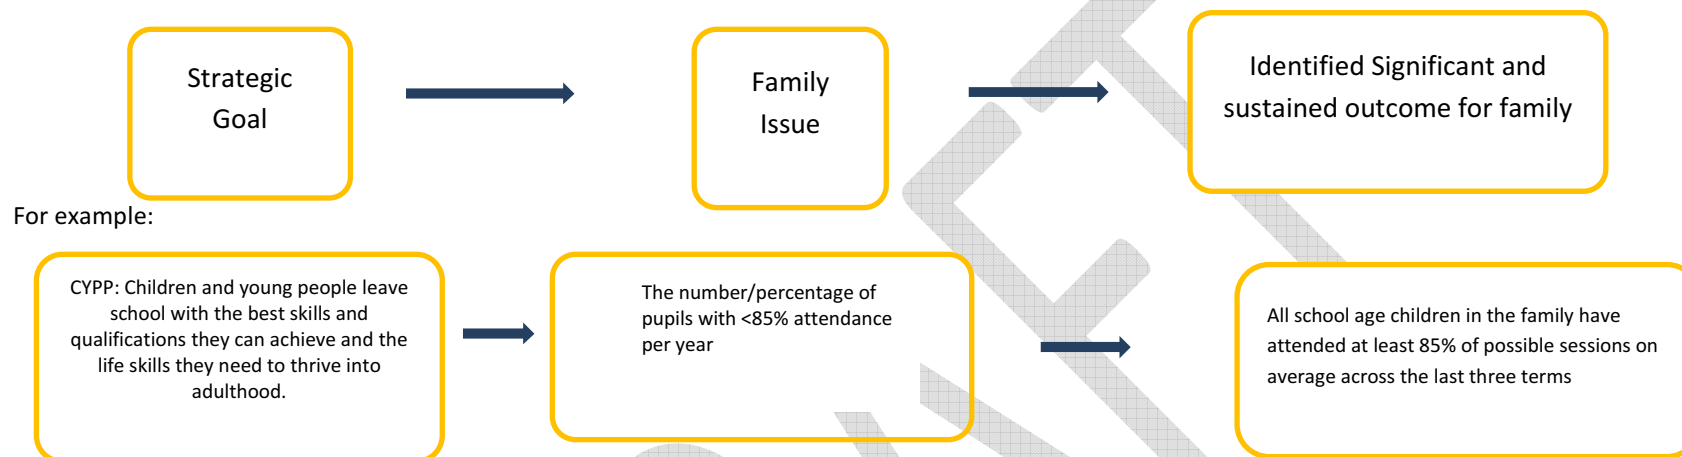 Strategic
Goal
Family
Issue
Identified Significant and
sustained outcome for family
For example:
CYPP: Children and young people leave
school with the best skills and
qualifications they can achieve and the
life skills they need to thrive into
adulthood.
The number/percentage of
pupils with <85% attendance
per year
All school age children in the family have
attended at least 85% of possible sessions on
average across the last three terms